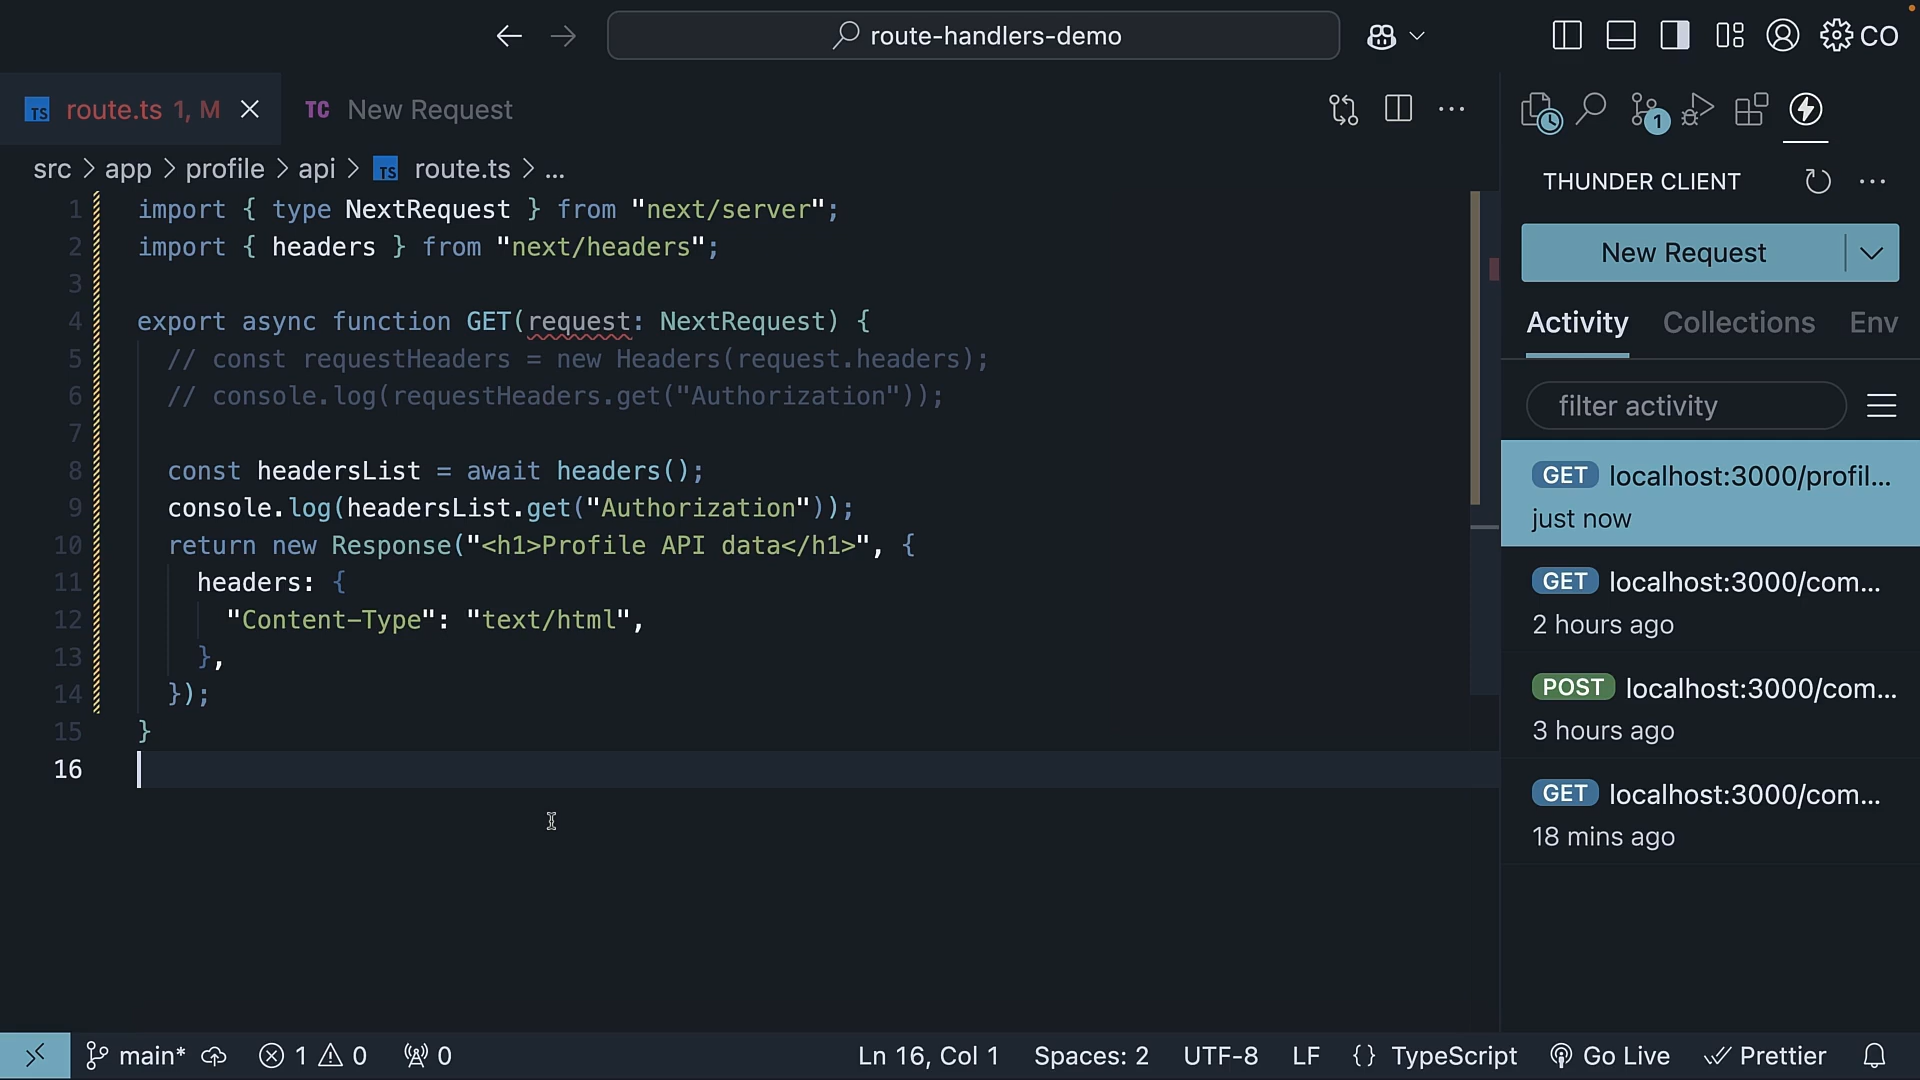 route-handlers-demo
CO
TS route.ts 1, M
TC New Request
src > app > profile > api > TS route.ts > ...
1 import { type NextRequest } from "next/server";
2 import { headers } from "next/headers";
3
4 export async function GET(request: NextRequest) {
5 // const requestHeaders = new Headers(request.headers);
6 // console.log(requestHeaders.get("Authorization"));
7
8 const headersList = await headers();
9 console.log(headersList.get("Authorization"));
10 return new Response("<h1>Profile API data</h1>", {
11 headers: {
12 "Content-Type": "text/html",
13 },
14 });
15 }
16
1
THUNDER CLIENT
New Request
Activity Collections Env
filter activity
GET localhost:3000/profil...
just now
GET localhost:3000/com...
2 hours ago
POST localhost:3000/com...
3 hours ago
GET localhost:3000/com...
18 mins ago
main* 1 0 0
Ln 16, Col 1 Spaces: 2 UTF-8 LF {} TypeScript Go Live Prettier